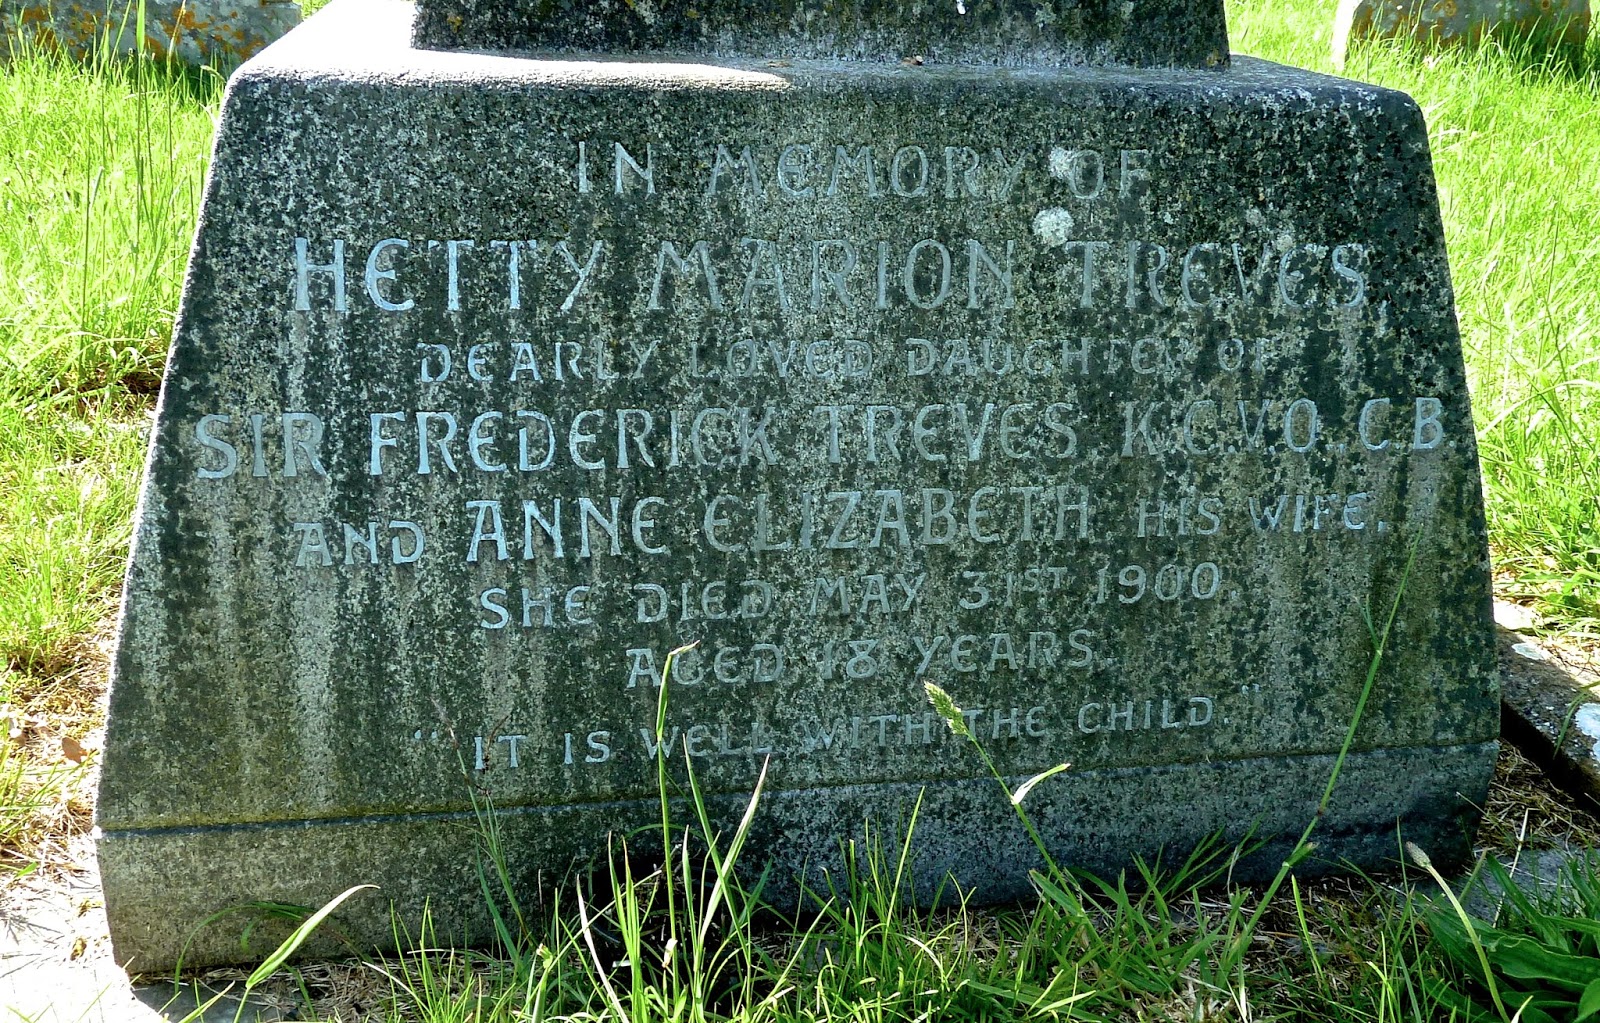 IN MEMORY OF
HETTY MARION TREVES,
DEARLY LOVED DAUGHTER OF
SIR FREDERICK TREVES K.C.V.O., C.B.
AND ANNE ELIZABETH HIS WIFE.
SHE DIED MAY 31ST 1900.
AGED 18 YEARS.
"IT IS WELL WITH THE CHILD."